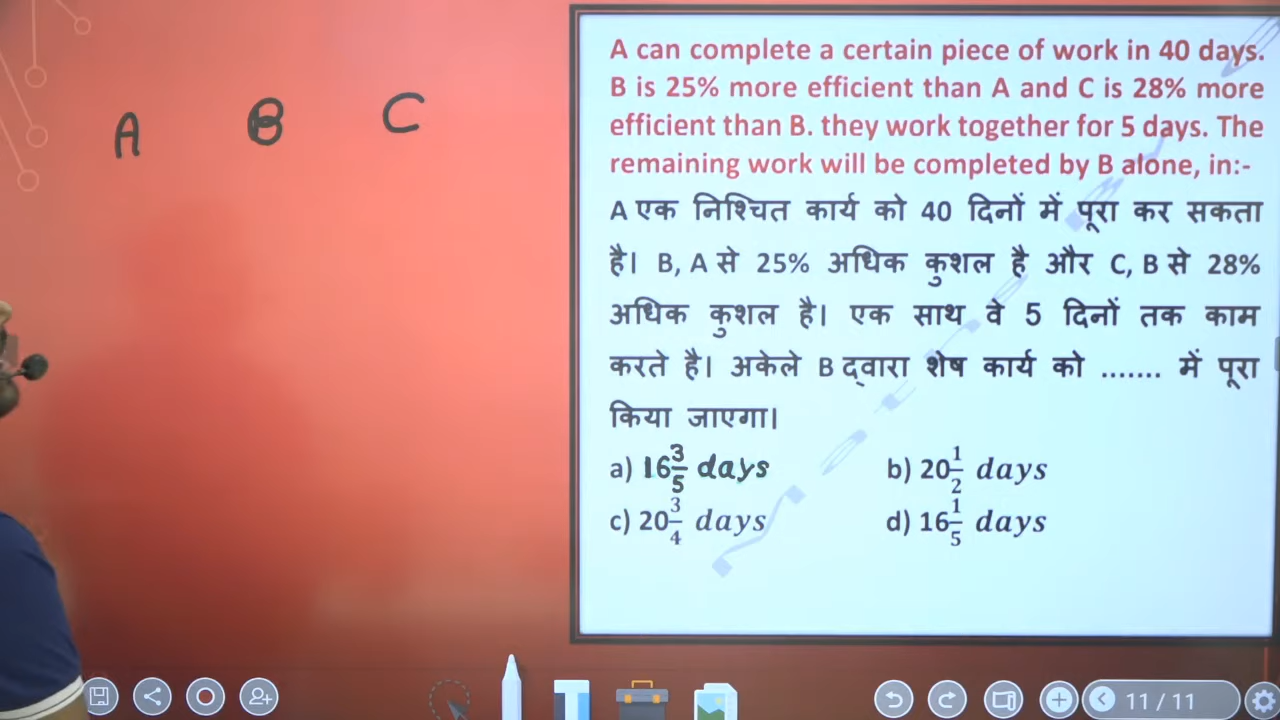 A B C
A can complete a certain piece of work in 40 days.
B is 25% more efficient than A and C is 28% more
efficient than B. they work together for 5 days. The
remaining work will be completed by B alone, in:-
A एक निश्चित कार्य को 40 दिनों में पूरा कर सकता
है। B, A से 25% अधिक कुशल है और C, B से 28%
अधिक कुशल है। एक साथ वे 5 दिनों तक काम
करते है। अकेले B द्वारा शेष कार्य को ....... में पूरा
किया जाएगा।
a) 16 3/5 days b) 20 1/2 days
c) 20 3/4 days d) 16 1/5 days
11 / 11